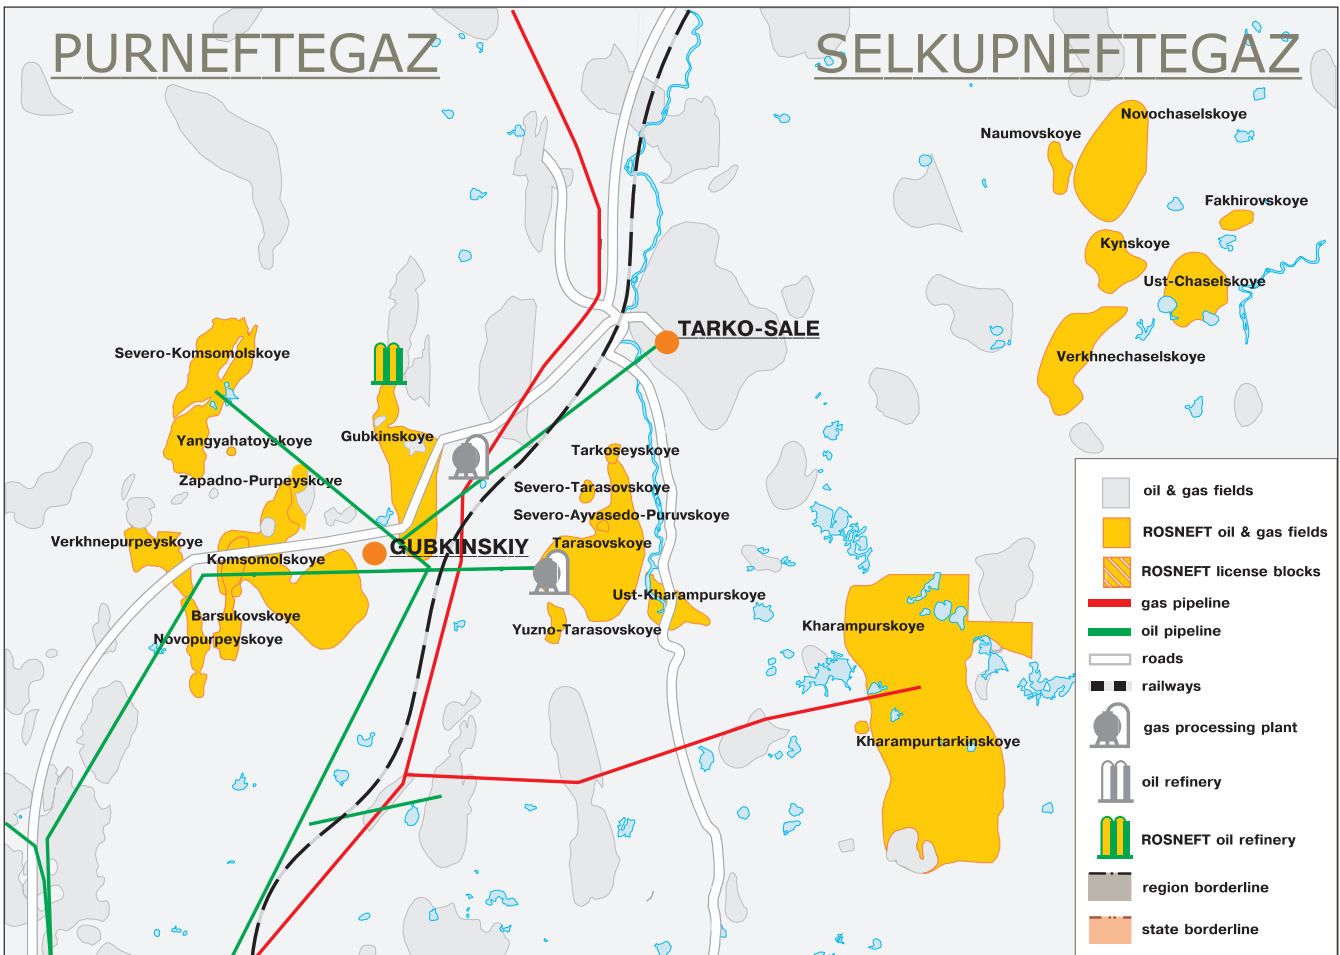 PURNEFTEGAZ
SELKUPNEFTEGAZ
Novochaselskoye
Naumovskoye
Fakhirovskoye
Kynskoye
Ust-Chaselskoye
TARKO-SALE
Severo-Komsomolskoye
Verkhnechaselskoye
Yangyahatoyskoye
Gubkinskoye
Tarkoseyskoye
Zapadno-Purpeyskoye
Severo-Tarasovskoye
Severo-Ayvasedo-Puruvskoye
Verkhnepurpeyskoye
GUBKINSKIY
Tarasovskoye
Komsomolskoye
Ust-Kharampurskoye
Barsukovskoye
Kharampurskoye
Yuzno-Tarasovskoye
Novopurpeyskoye
Kharampurtarkinskoye
oil & gas fields
ROSNEFT oil & gas fields
ROSNEFT license blocks
gas pipeline
oil pipeline
roads
railways
gas processing plant
oil refinery
ROSNEFT oil refinery
region borderline
state borderline